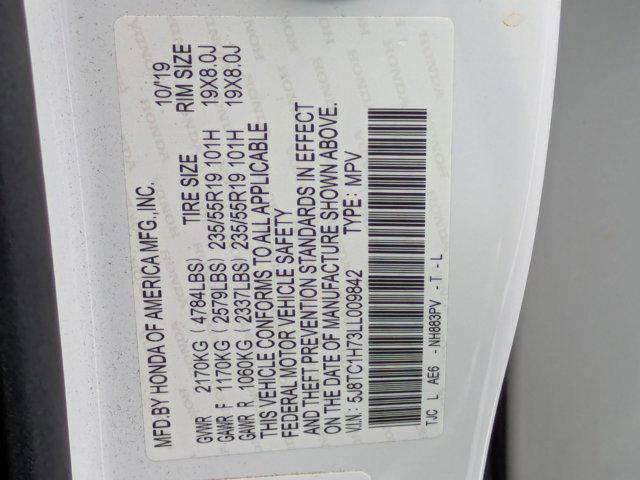 MFD.BY HONDA OF AMERICA MFG.,INC. 10/'19
TIRE SIZE RIM SIZE
GVWR 2170KG (4784LBS)
GAWR F 1170KG (2579LBS) 235/55R19 101H 19X8.0J
GAWR R 1060KG (2337LBS) 235/55R19 101H 19X8.0J
THIS VEHICLE CONFORMS TO ALL APPLICABLE
FEDERAL MOTOR VEHICLE SAFETY
AND THEFT PREVENTION STANDARDS IN EFFECT
ON THE DATE OF MANUFACTURE SHOWN ABOVE.
V.I.N: 5J8TC1H73LL009842 TYPE: MPV
TJC L AE6 -NH883PV -T -L
HONDA